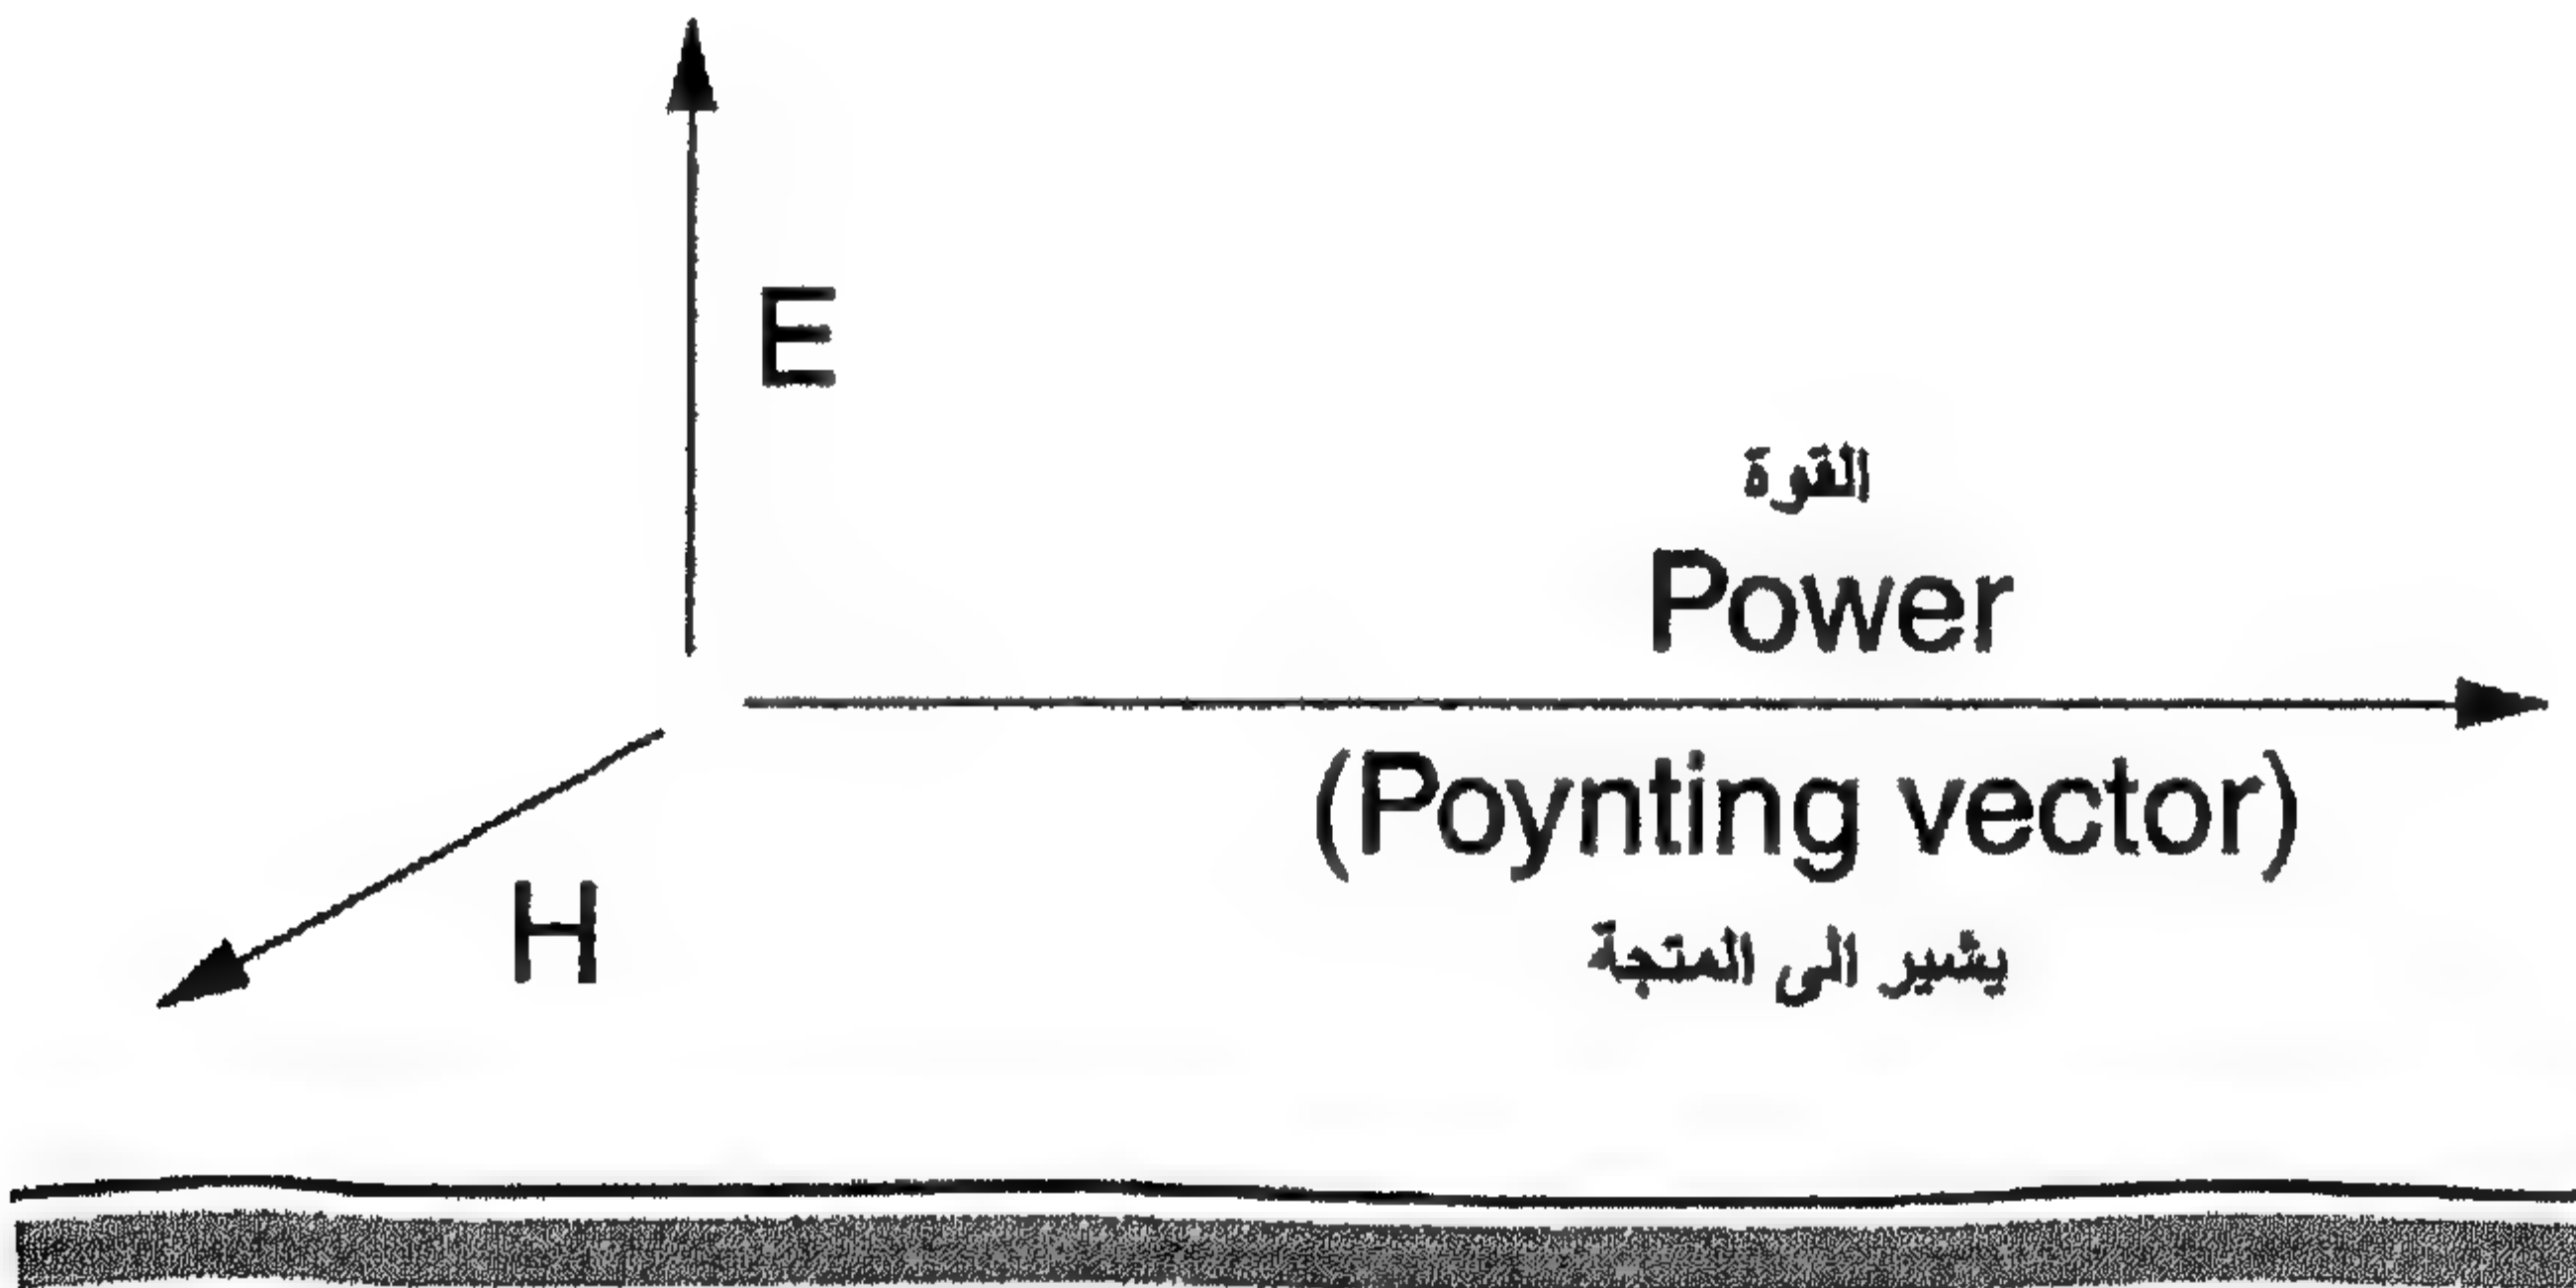 E
القوة
Power
(Poynting vector)
H
يشير الى المتجة